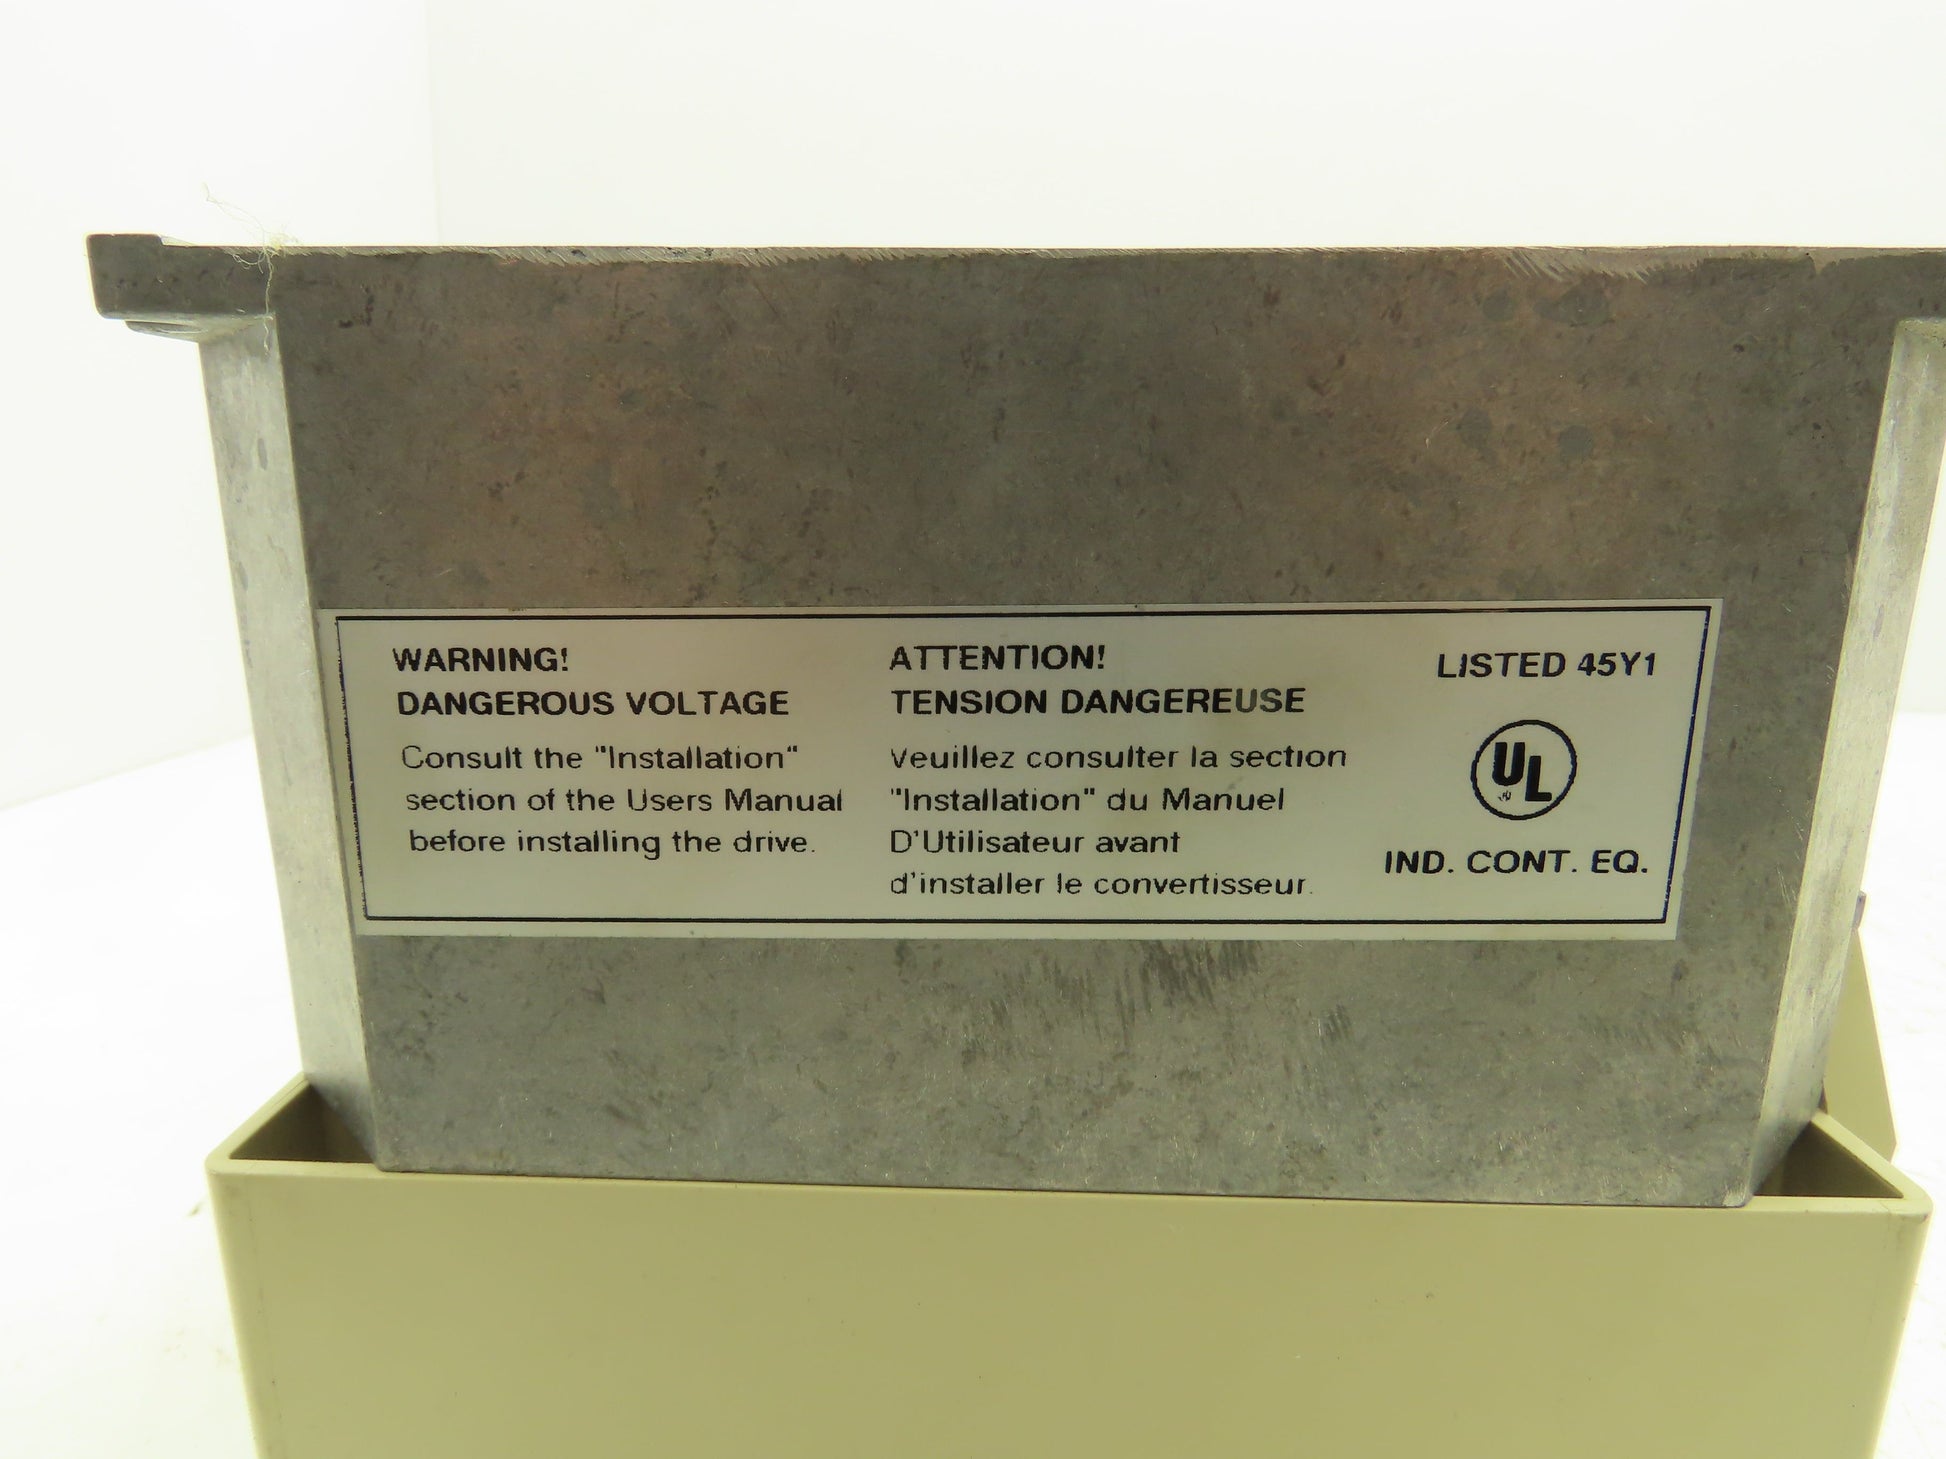 WARNING!
DANGEROUS VOLTAGE
Consult the "Installation"
section of the Users Manual
before installing the drive.
ATTENTION!
TENSION DANGEREUSE
Veuillez consulter la section
"Installation" du Manuel
D'Utilisateur avant
d'installer le convertisseur.
LISTED 45Y1
UL
IND. CONT. EQ.